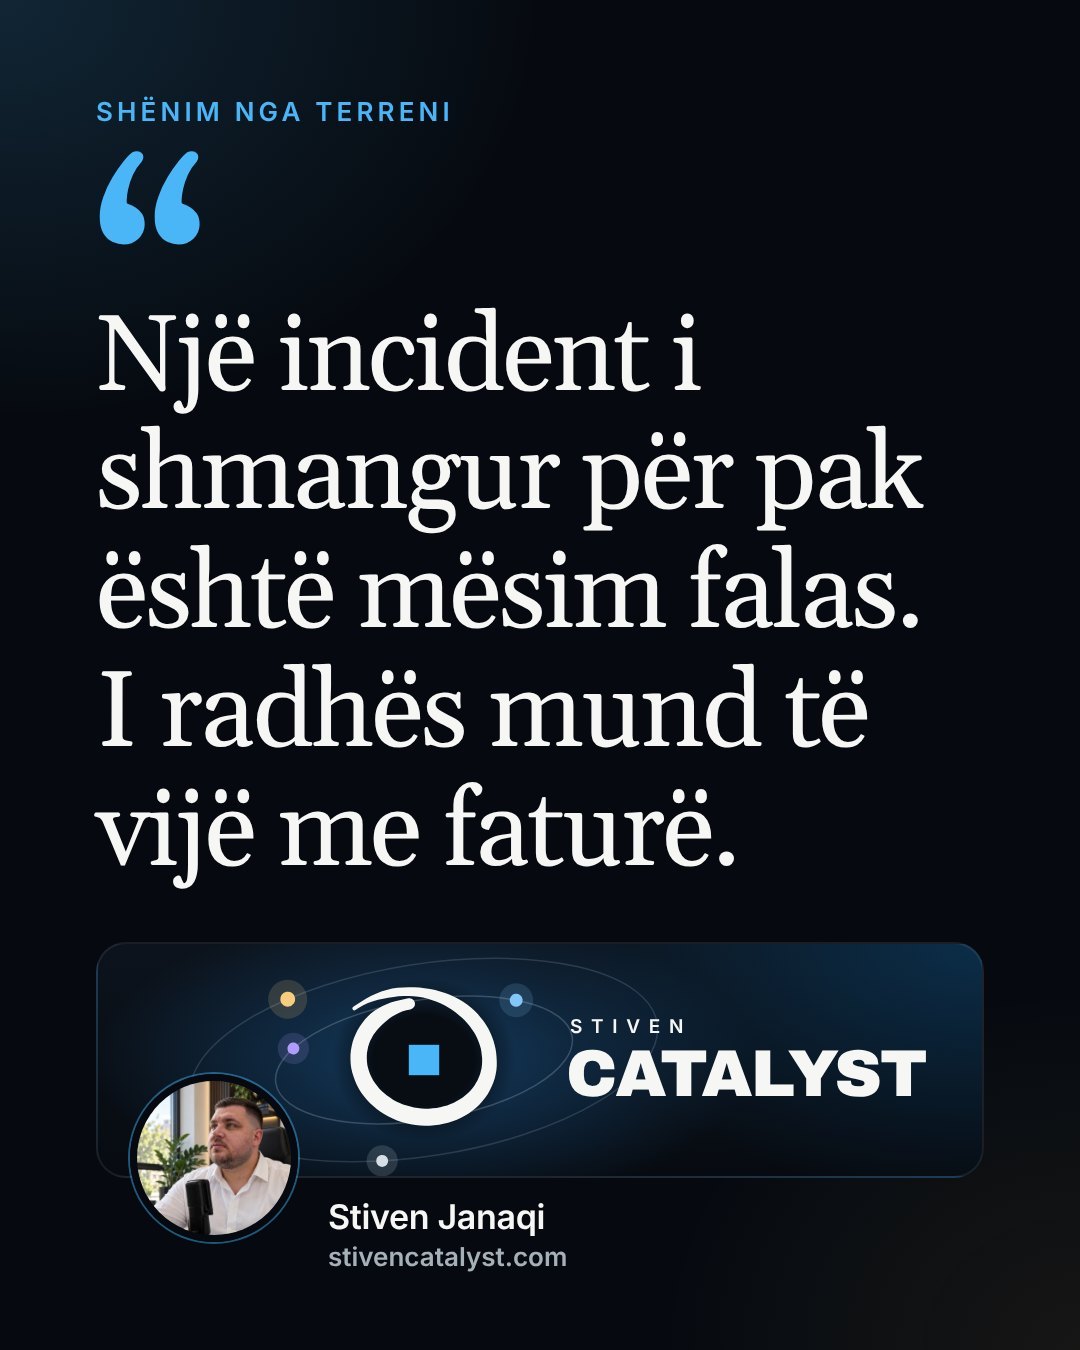 SHËNIM NGA TERRENI
“
Një incident i
shmangur për pak
është mësim falas.
I radhës mund të
vijë me faturë.
STIVEN
CATALYST
Stiven Janaqi
stivencatalyst.com